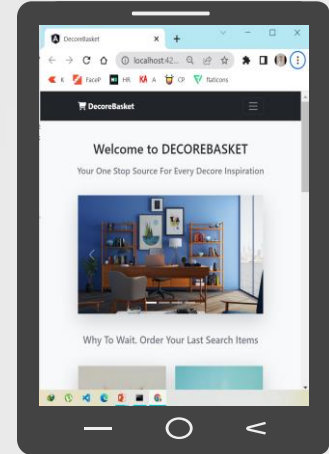 DecoreBasket
localhost:42...
K FaceP HR A CP flaticons
DecoreBasket
Welcome to DECOREBASKET
Your One Stop Source For Every Decore Inspiration
Why To Wait. Order Your Last Search Items